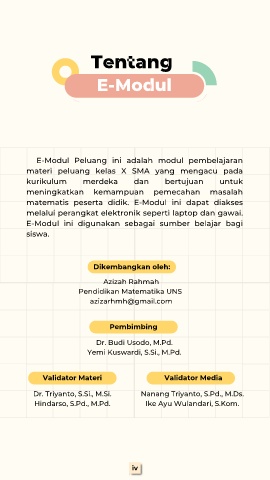 Tentang
E-Modul
E-Modul Peluang ini adalah modul pembelajaran
materi peluang kelas X SMA yang mengacu pada
kurikulum merdeka dan bertujuan untuk
meningkatkan kemampuan pemecahan masalah
matematis peserta didik. E-Modul ini dapat diakses
melalui perangkat elektronik seperti laptop dan gawai.
E-Modul ini digunakan sebagai sumber belajar bagi
siswa.
Dikembangkan oleh:
Azizah Rahmah
Pendidikan Matematika UNS
azizarhmh@gmail.com
Pembimbing
Dr. Budi Usodo, M.Pd.
Yemi Kuswardi, S.Si., M.Pd.
Validator Materi
Dr. Triyanto, S.Si., M.Si.
Hindarso, S.Pd., M.Pd.
Validator Media
Nanang Triyanto, S.Pd., M.Ds.
Ike Ayu Wulandari, S.Kom.
iv